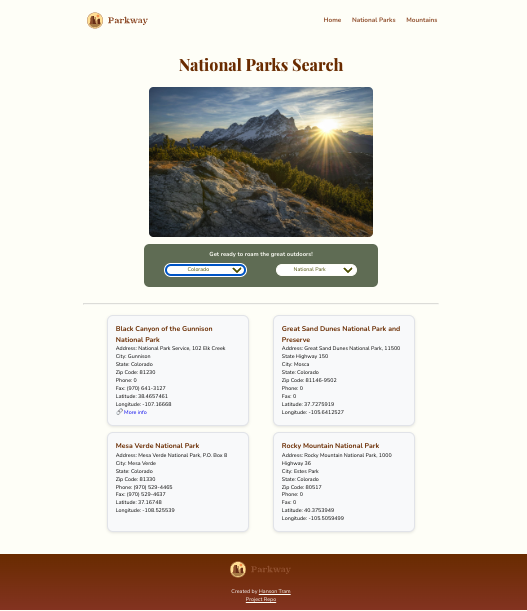 Parkway
Home National Parks Mountains
National Parks Search
Get ready to roam the great outdoors!
Colorado
National Park
Black Canyon of the Gunnison
National Park
Address: National Park Service, 102 Elk Creek
City: Gunnison
State: Colorado
Zip Code: 81230
Phone: 0
Fax: (970) 641-3127
Latitude: 38.4657461
Longitude: -107.16668
More info
Great Sand Dunes National Park and
Preserve
Address: Great Sand Dunes National Park, 11500
State Highway 150
City: Mosca
State: Colorado
Zip Code: 81146-9502
Phone: 0
Fax: 0
Latitude: 37.7275919
Longitude: -105.6412527
Mesa Verde National Park
Address: Mesa Verde National Park, P.O. Box 8
City: Mesa Verde
State: Colorado
Zip Code: 81330
Phone: (970) 529-4465
Fax: (970) 529-4637
Latitude: 37.16748
Longitude: -108.525539
Rocky Mountain National Park
Address: Rocky Mountain National Park, 1000
Highway 36
City: Estes Park
State: Colorado
Zip Code: 80517
Phone: 0
Fax: 0
Latitude: 40.3753949
Longitude: -105.5059499
Parkway
Created by Hanson Tram
Project Repo